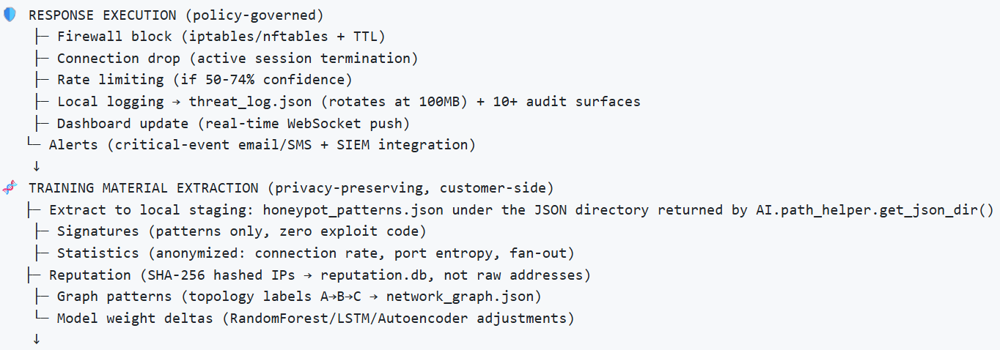 🛡️ RESPONSE EXECUTION (policy-governed)
├─ Firewall block (iptables/nftables + TTL)
├─ Connection drop (active session termination)
├─ Rate limiting (if 50-74% confidence)
├─ Local logging → threat_log.json (rotates at 100MB) + 10+ audit surfaces
├─ Dashboard update (real-time WebSocket push)
└─ Alerts (critical-event email/SMS + SIEM integration)
↓
🧬 TRAINING MATERIAL EXTRACTION (privacy-preserving, customer-side)
├─ Extract to local staging: honeypot_patterns.json under the JSON directory returned by AI.path_helper.get_json_dir()
├─ Signatures (patterns only, zero exploit code)
├─ Statistics (anonymized: connection rate, port entropy, fan-out)
├─ Reputation (SHA-256 hashed IPs → reputation.db, not raw addresses)
├─ Graph patterns (topology labels A→B→C → network_graph.json)
└─ Model weight deltas (RandomForest/LSTM/Autoencoder adjustments)
↓